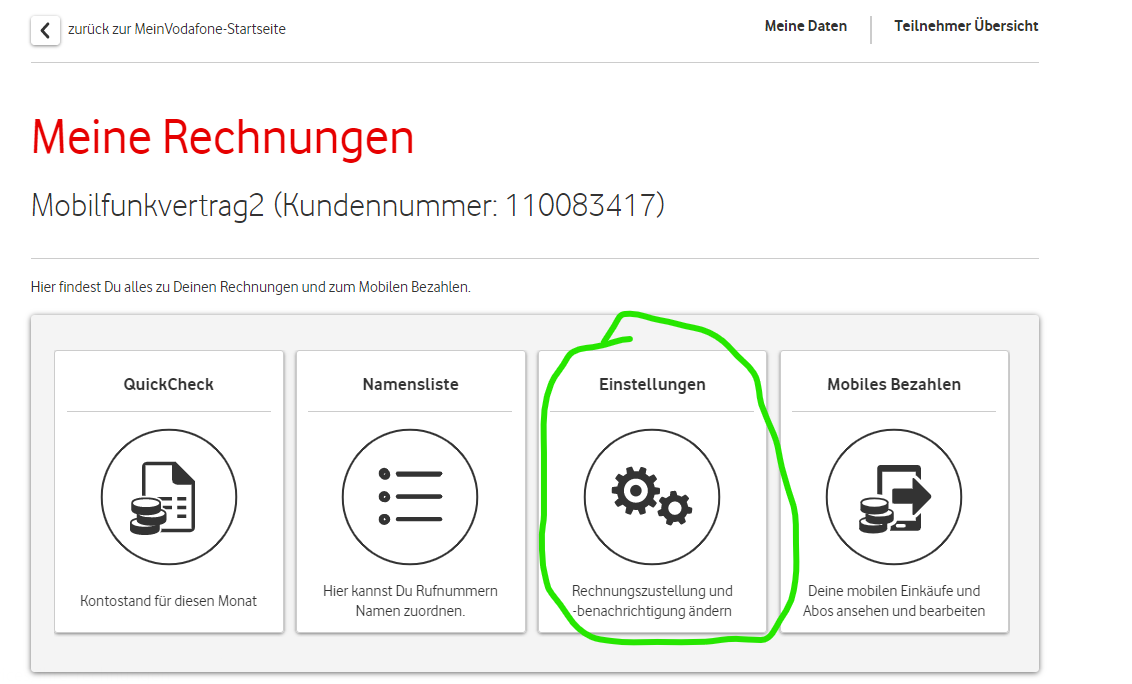 zurück zur MeinVodafone-Startseite
Meine Daten
Teilnehmer Übersicht
Meine Rechnungen
Mobilfunkvertrag2 (Kundennummer: 110083417)
Hier findest Du alles zu Deinen Rechnungen und zum Mobilen Bezahlen.
QuickCheck
Kontostand für diesen Monat
Namensliste
Hier kannst Du Rufnummern
Namen zuordnen.
Einstellungen
Rechnungszustellung und
-benachrichtigung ändern
Mobiles Bezahlen
Deine mobilen Einkäufe und
Abos ansehen und bearbeiten